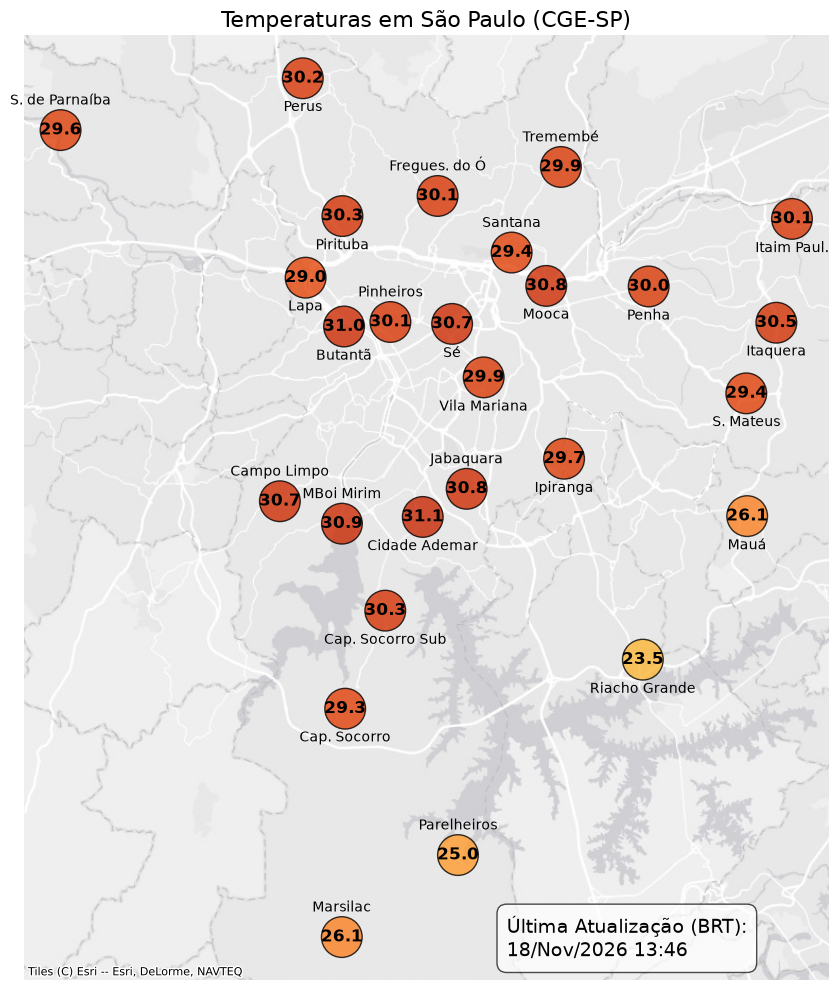 Temperaturas em São Paulo (CGE-SP)
30.2
Perus
S. de Parnaíba
29.6
Tremembé
29.9
Fregues. do Ó
30.1
30.3
Pirituba
30.1
Itaim Paul.
Santana
29.4
29.0
Lapa
30.8
Mooca
30.0
Penha
Pinheiros
30.1
31.0
Butantã
30.7
Sé
30.5
Itaquera
29.9
Vila Mariana
29.4
S. Mateus
Jabaquara
30.8
29.7
Ipiranga
Campo Limpo
30.7
MBoi Mirim
30.9
31.1
Cidade Ademar
26.1
Mauá
30.3
Cap. Socorro Sub
23.5
Riacho Grande
29.3
Cap. Socorro
Parelheiros
25.0
Marsilac
26.1
Última Atualização (BRT):
18/Nov/2026 13:46
Tiles (C) Esri -- Esri, DeLorme, NAVTEQ